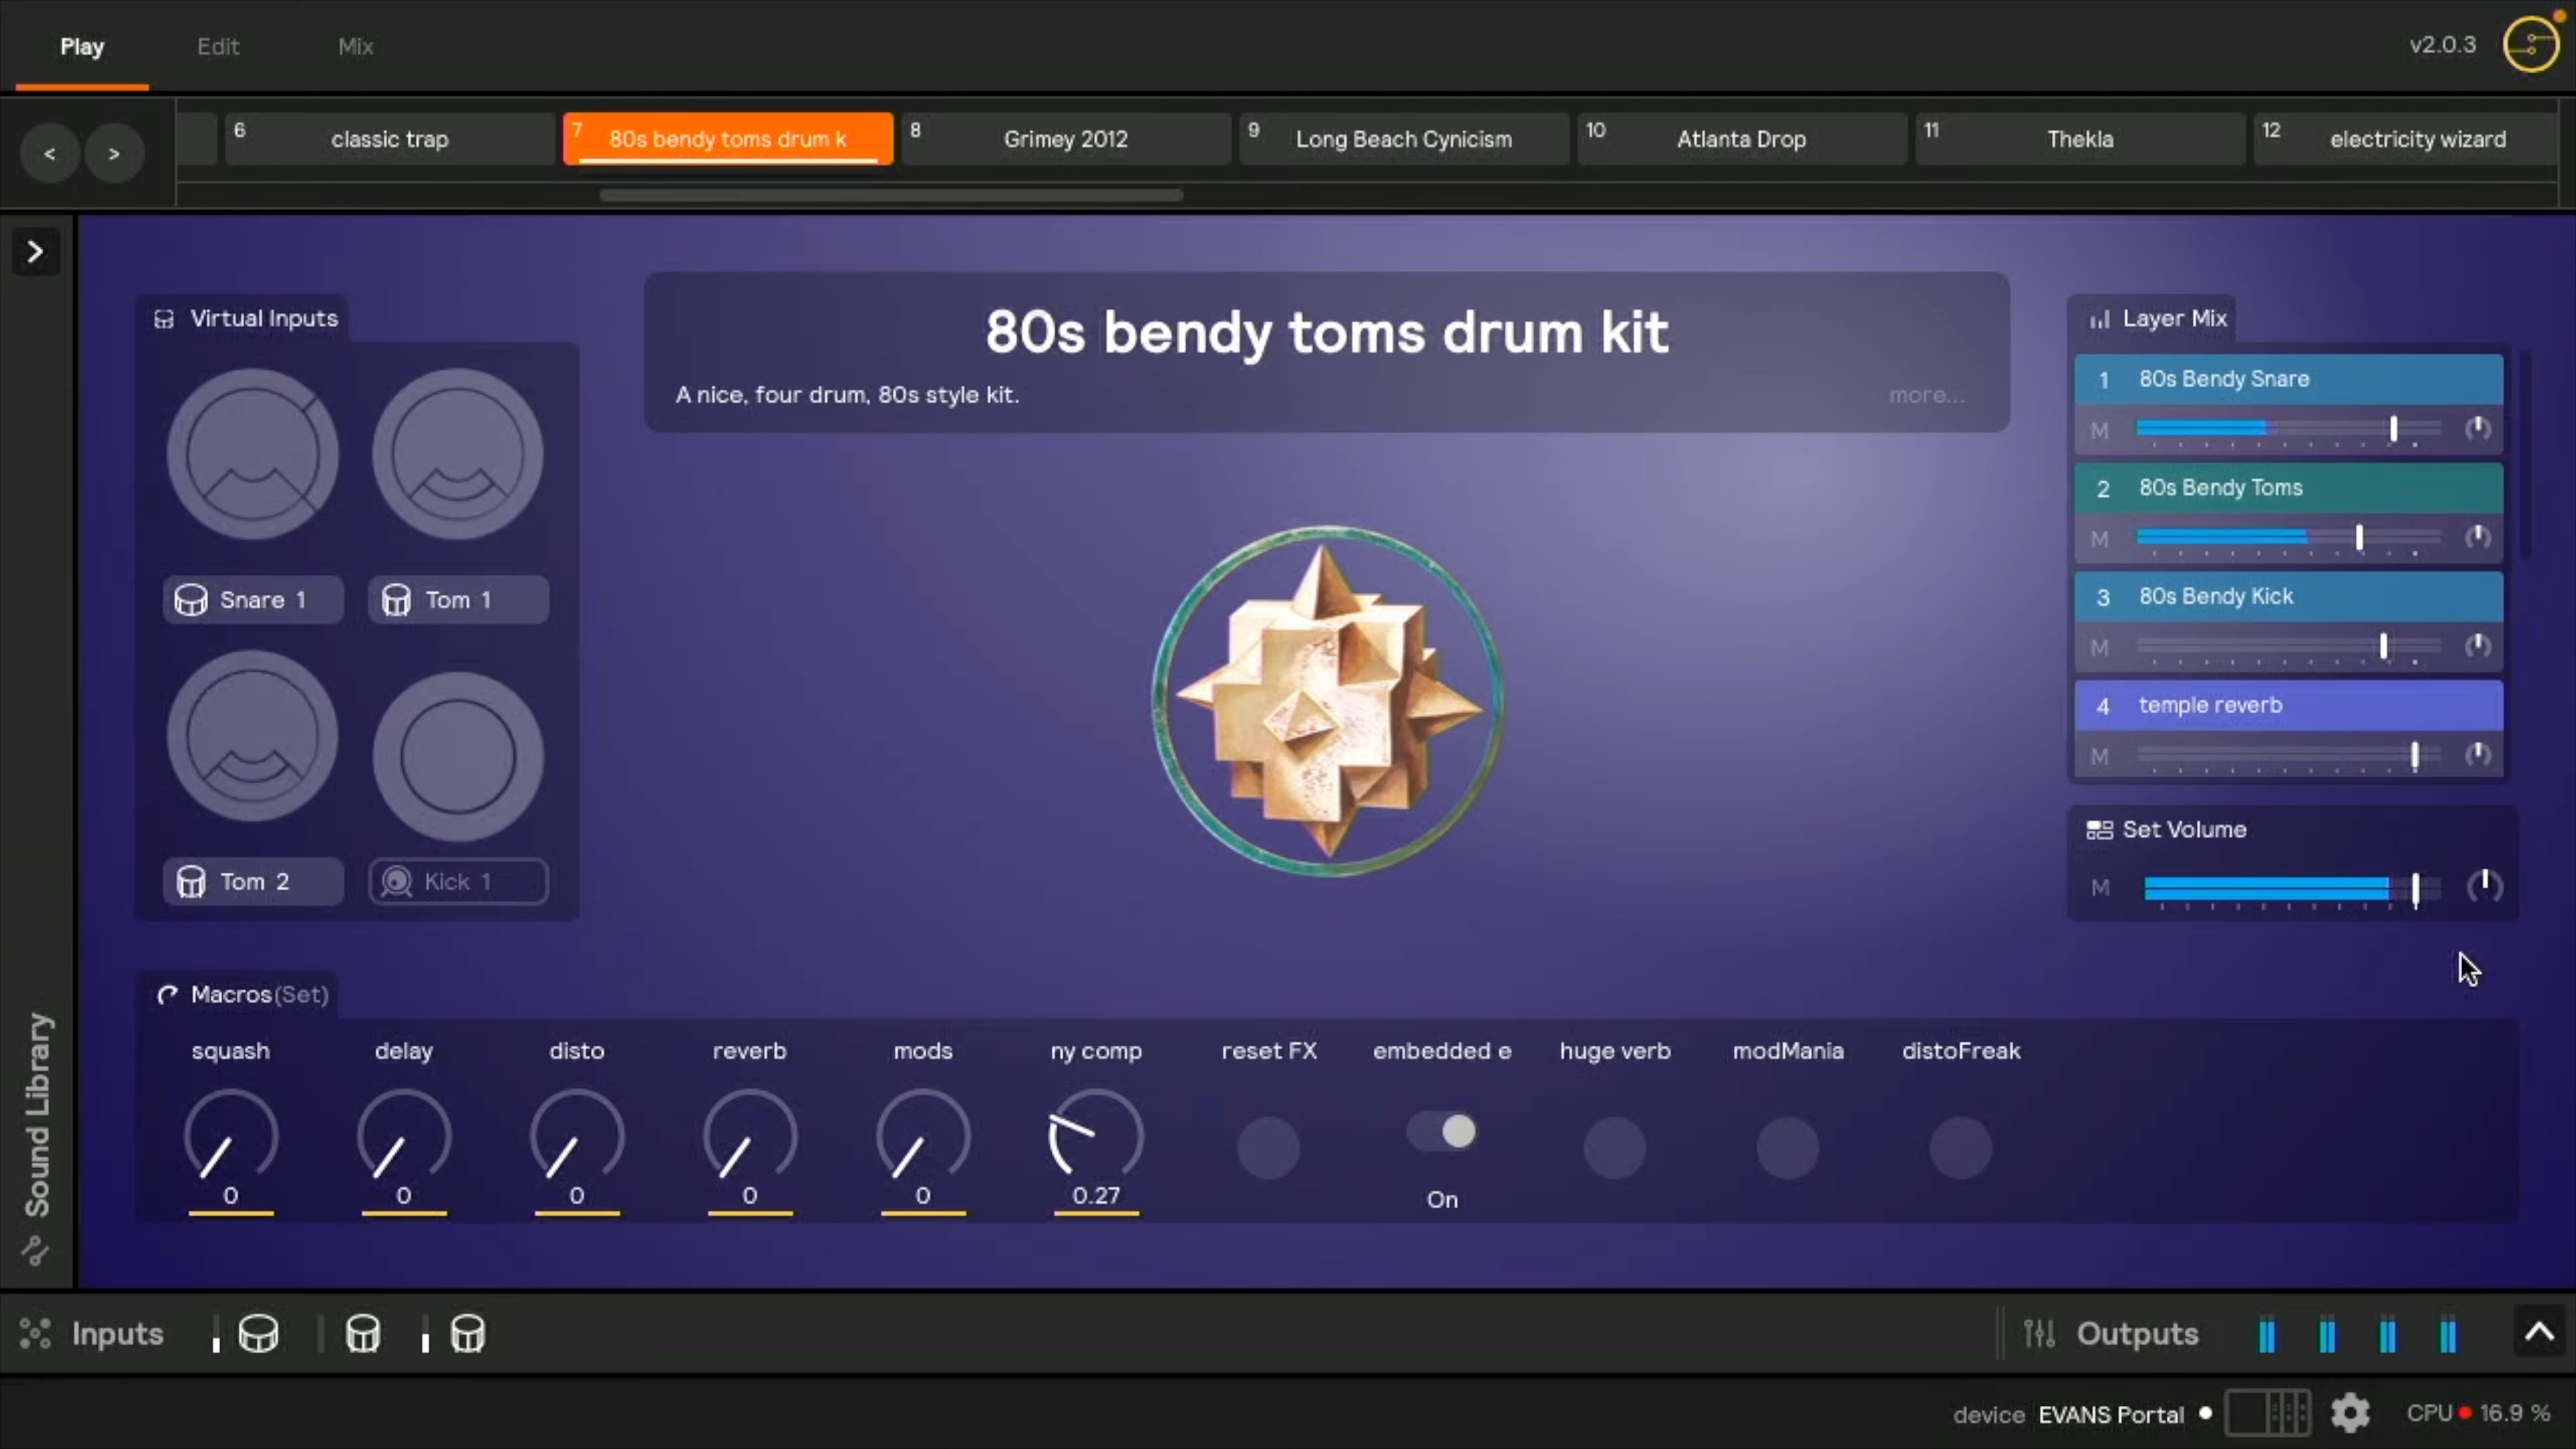 Play Edit Mix v2.0.3
< > 6 classic trap 7 80s bendy toms drum k 8 Grimey 2012 9 Long Beach Cynicism 10 Atlanta Drop 11 Thekla 12 electricity wizard
Virtual Inputs
Snare 1 Tom 1
Tom 2 Kick 1
80s bendy toms drum kit
A nice, four drum, 80s style kit. more...
Layer Mix
1 80s Bendy Snare
M
2 80s Bendy Toms
M
3 80s Bendy Kick
M
4 temple reverb
M
Set Volume
M
Macros(Set)
squash delay disto reverb mods ny comp reset FX embedded e huge verb modMania distoFreak
0 0 0 0 0 0.27 On
Sound Library
Inputs Outputs
device EVANS Portal CPU 16.9 %